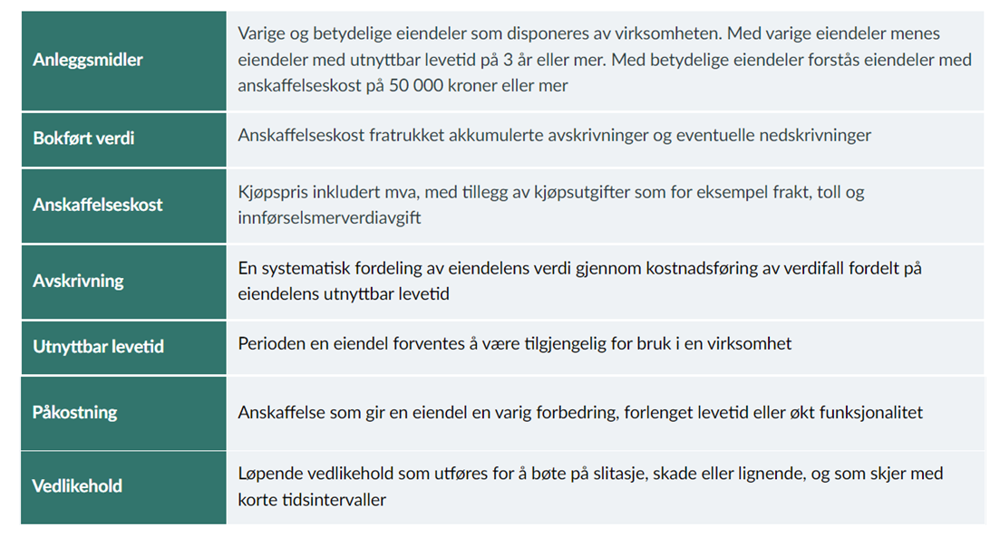 Anleggsmidler
Varige og betydelige eiendeler som disponeres av virksomheten. Med varige eiendeler menes
eiendeler med utnyttbar levetid på 3 år eller mer. Med betydelige eiendeler forstås eiendeler med
anskaffelseskost på 50 000 kroner eller mer
Bokført verdi
Anskaffelseskost fratrukket akkumulerte avskrivninger og eventuelle nedskrivninger
Anskaffelseskost
Kjøpspris inkludert mva, med tillegg av kjøpsutgifter som for eksempel frakt, toll og
innførselsmerverdiavgift
Avskrivning
En systematisk fordeling av eiendelens verdi gjennom kostnadsføring av verdifall fordelt på
eiendelens utnyttbar levetid
Utnyttbar levetid
Perioden en eiendel forventes å være tilgjengelig for bruk i en virksomhet
Påkostning
Anskaffelse som gir en eiendel en varig forbedring, forlenget levetid eller økt funksjonalitet
Vedlikehold
Løpende vedlikehold som utføres for å bøte på slitasje, skade eller lignende, og som skjer med
korte tidsintervaller